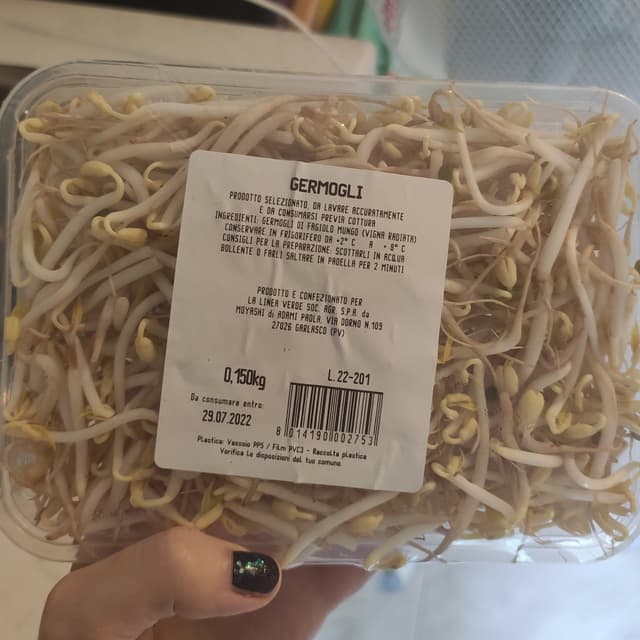 GERMOGLI
PRODOTTO SELEZIONATO, DA LAVARE ACCURATAMENTE
E DA CONSUMARSI PREVIA COTTURA
INGREDIENTI: GERMOGLI DI FAGIOLO MUNGO (VIGNA RADIATA)
CONSERVARE IN FRIGORIFERO DA +2° C A + 8° C
CONSIGLI PER LA PREPARAZIONE: SCOTTARLI IN ACQUA
BOLLENTE O FARLI SALTARE IN PADELLA PER 2 MINUTI
PRODOTTO E CONFEZIONATO PER
LA LINEA VERDE SOC. AGR. S.P.A. da
MOYASHI di ADAMI PAOLA, VIA DORNO N 109
27026 GARLASCO (PV)
0,150kg
L.22-201
Da consumare entro:
29.07.2022
8 014190 002753
Plastica: Vassoio PP5 / Film PVC3 - Raccolta plastica
Verifica le disposizioni del tuo comune.